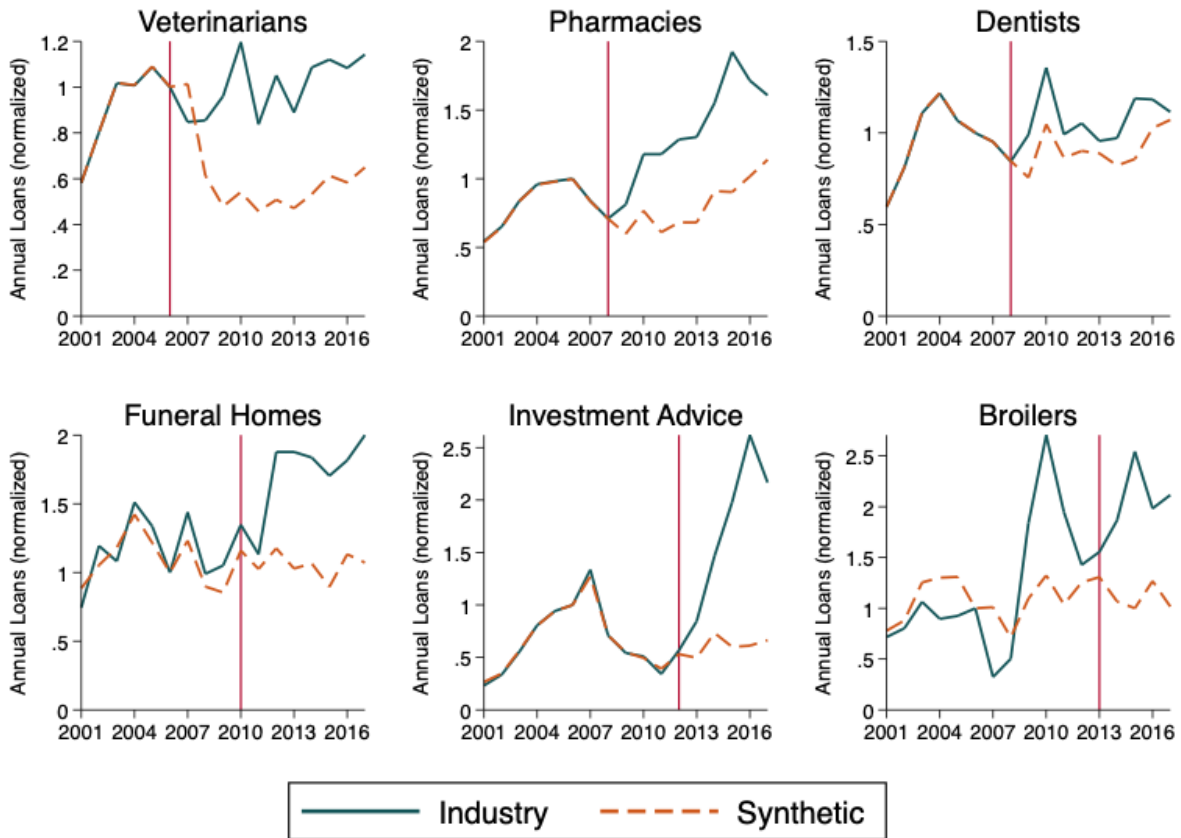 Veterinarians
Annual Loans (normalized)
1.2
1
.8
.6
.4
.2
0
2001 2004 2007 2010 2013 2016
Pharmacies
Annual Loans (normalized)
2
1.5
1
.5
0
2001 2004 2007 2010 2013 2016
Dentists
Annual Loans (normalized)
1.5
1
.5
0
2001 2004 2007 2010 2013 2016
Funeral Homes
Annual Loans (normalized)
2
1.5
1
.5
0
2001 2004 2007 2010 2013 2016
Investment Advice
Annual Loans (normalized)
2.5
2
1.5
1
.5
0
2001 2004 2007 2010 2013 2016
Broilers
Annual Loans (normalized)
2.5
2
1.5
1
.5
0
2001 2004 2007 2010 2013 2016
Industry Synthetic